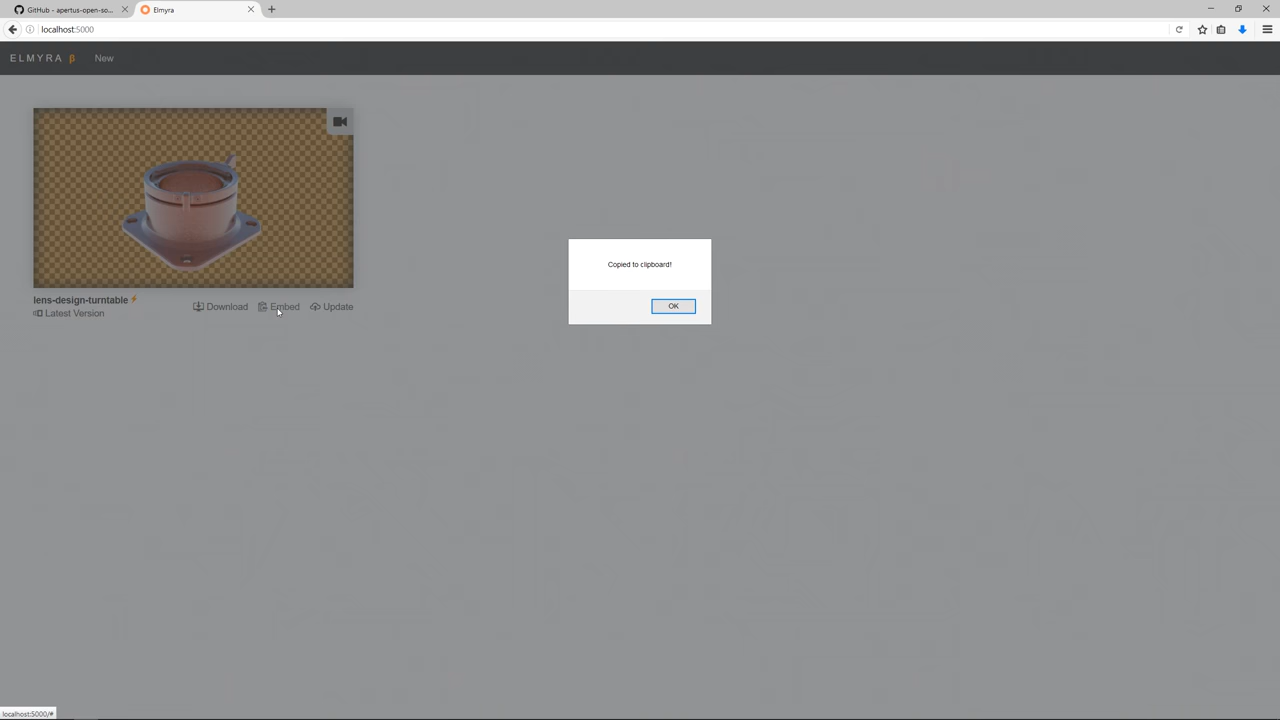 GitHub - apertus-open-so...
Elmyra
localhost:5000
ELMYRA β
New
Copied to clipboard!
OK
lens-design-turntable
Download
Embed
Update
Latest Version
localhost:5000/#